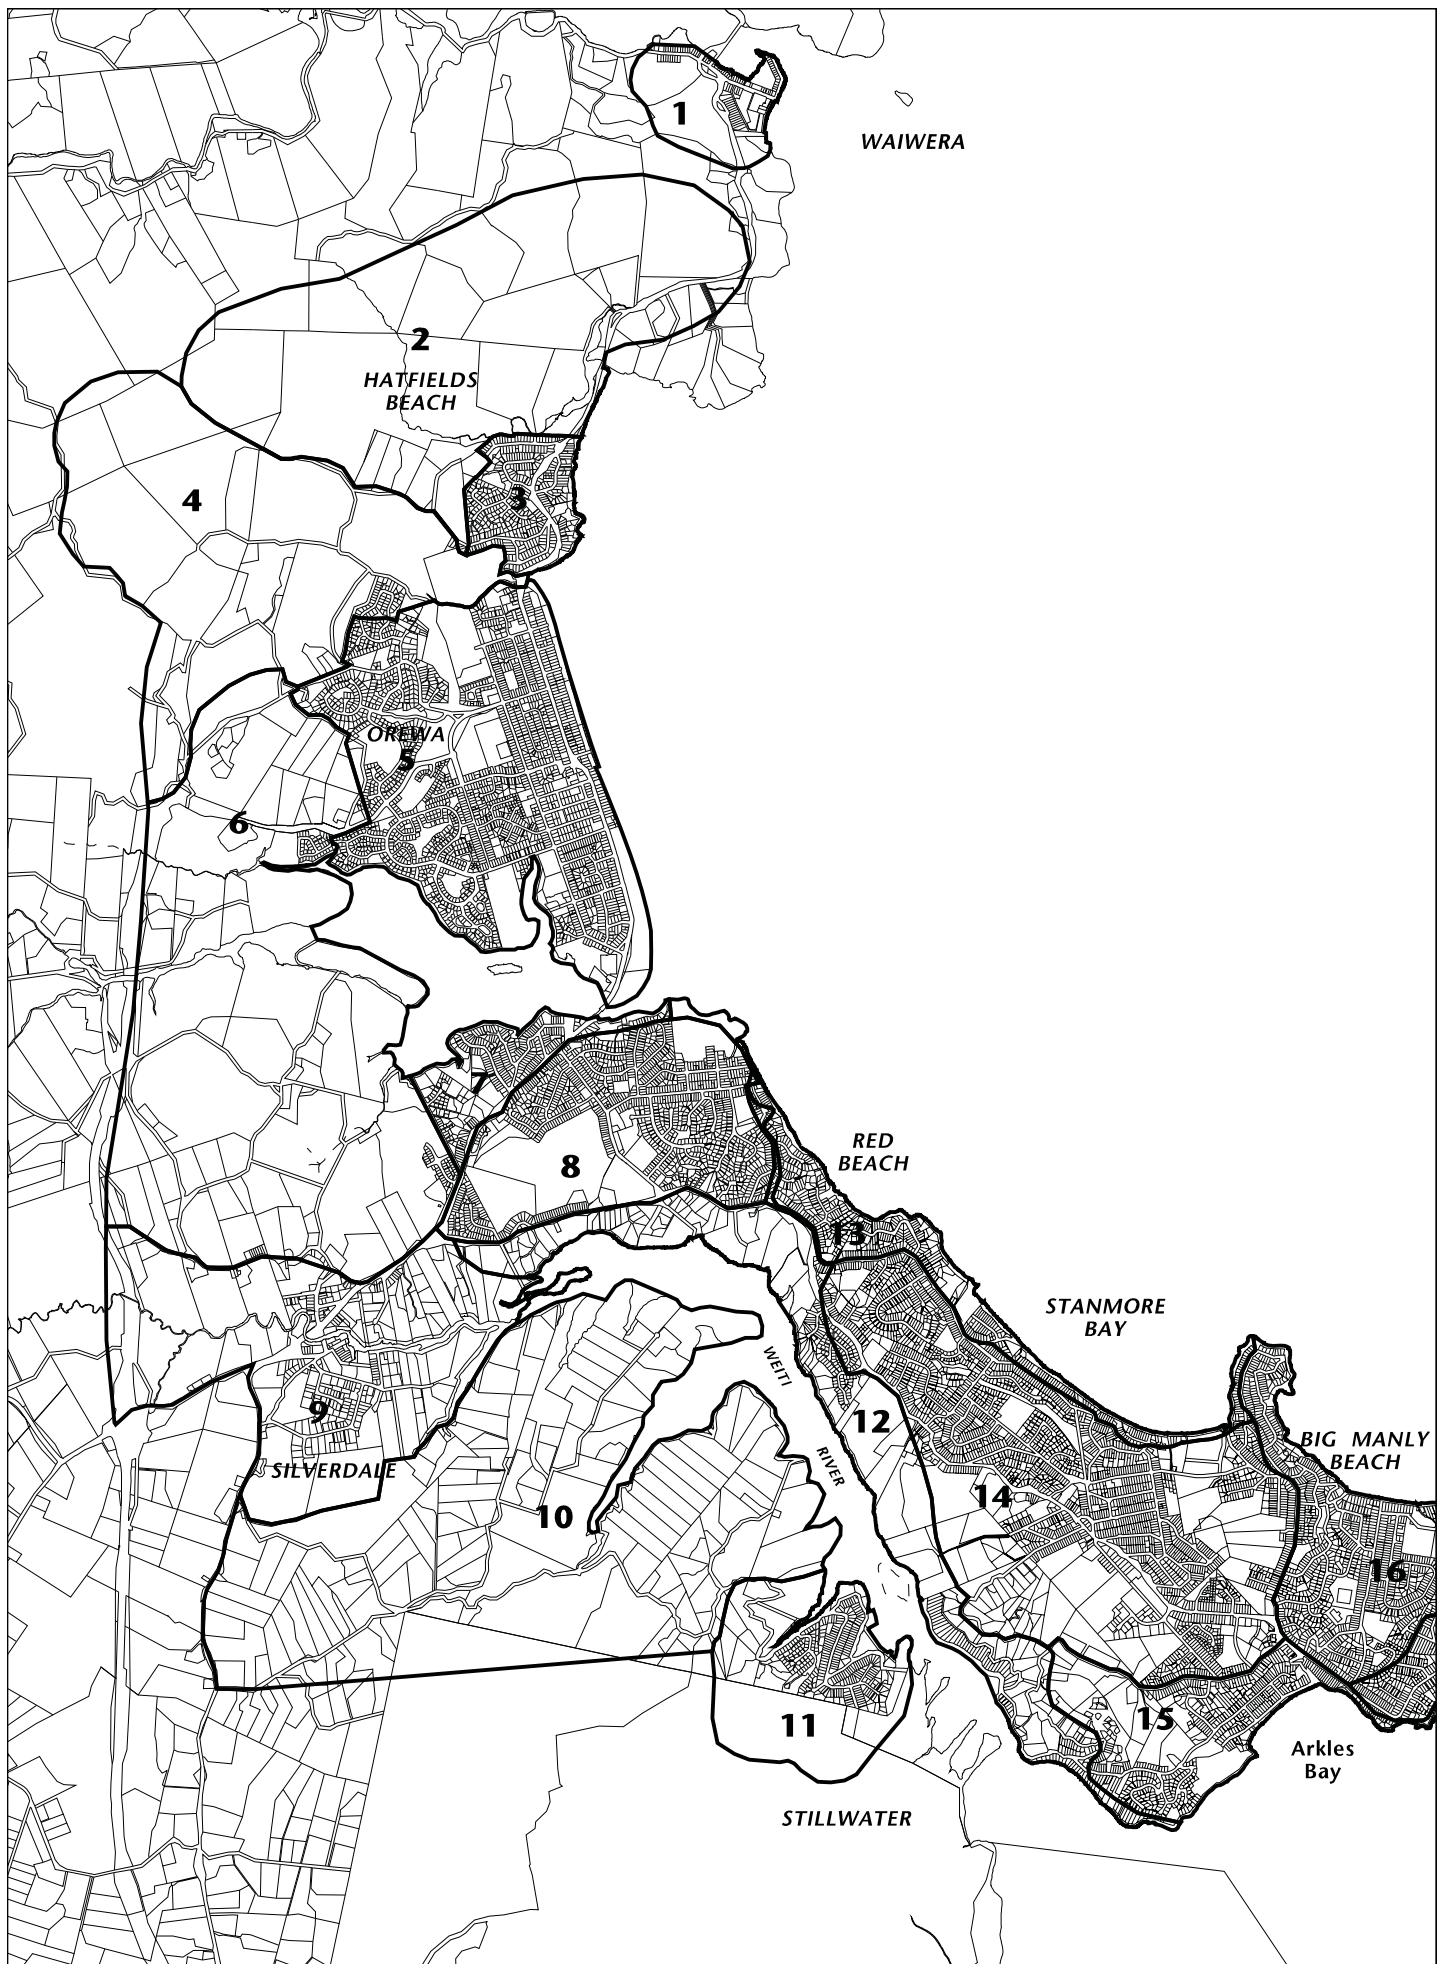 1
WAIWERA
2
HATFIELDS
BEACH
4
3
OREWA
5
6
7
8
RED
BEACH
13
STANMORE
BAY
WEITI
RIVER
9
12
SILVERDALE
BIG MANLY
BEACH
14
10
16
11
15
Arkles
Bay
STILLWATER